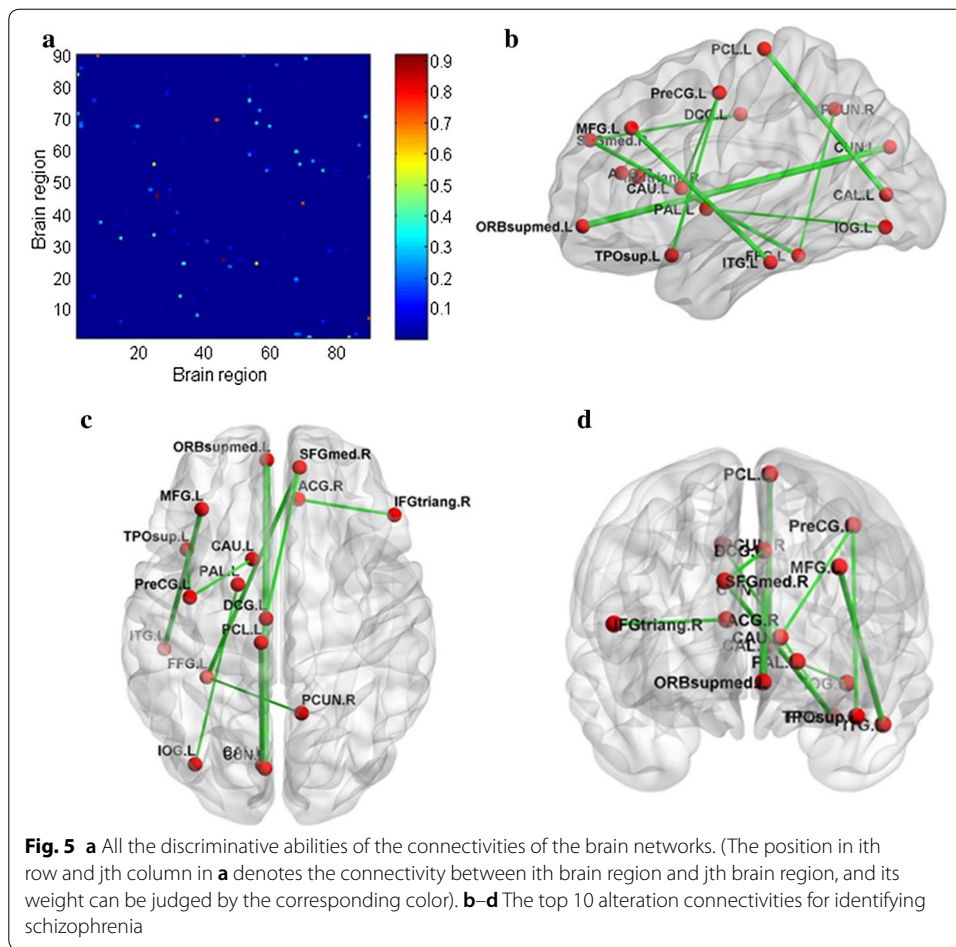 a
90
80
70
60
50
40
30
20
10
Brain region
20
40
60
80
Brain region
0.9
0.8
0.7
0.6
0.5
0.4
0.3
0.2
0.1
b
PCL.L
PreCG.L
DCG.L
MFG.L
CUN.L
CAU.L
CAL.L
PAL.L
ORBsupmed.L
IOG.L
TPOsup.L
ITG.L
FFG.L
c
ORBsupmed.L
SFGmed.R
MFG.L
ACG.R
IFGtriang.R
TPOsup.L
CAU.L
PAL.L
PreCG.L
DCG.L
PCL.L
ITG.L
FFG.L
PCUN.R
IOG.L
d
PCL.L
PreCG.L
MFG.L
SFGmed.R
IFGtriang.R
ACG.R
CAU.L
PAL.L
ORBsupmed.L
TPOsup.L
ITG.L
Fig. 5 a All the discriminative abilities of the connectivities of the brain networks. (The position in ith
row and jth column in a denotes the connectivity between ith brain region and jth brain region, and its
weight can be judged by the corresponding color). b–d The top 10 alteration connectivities for identifying
schizophrenia